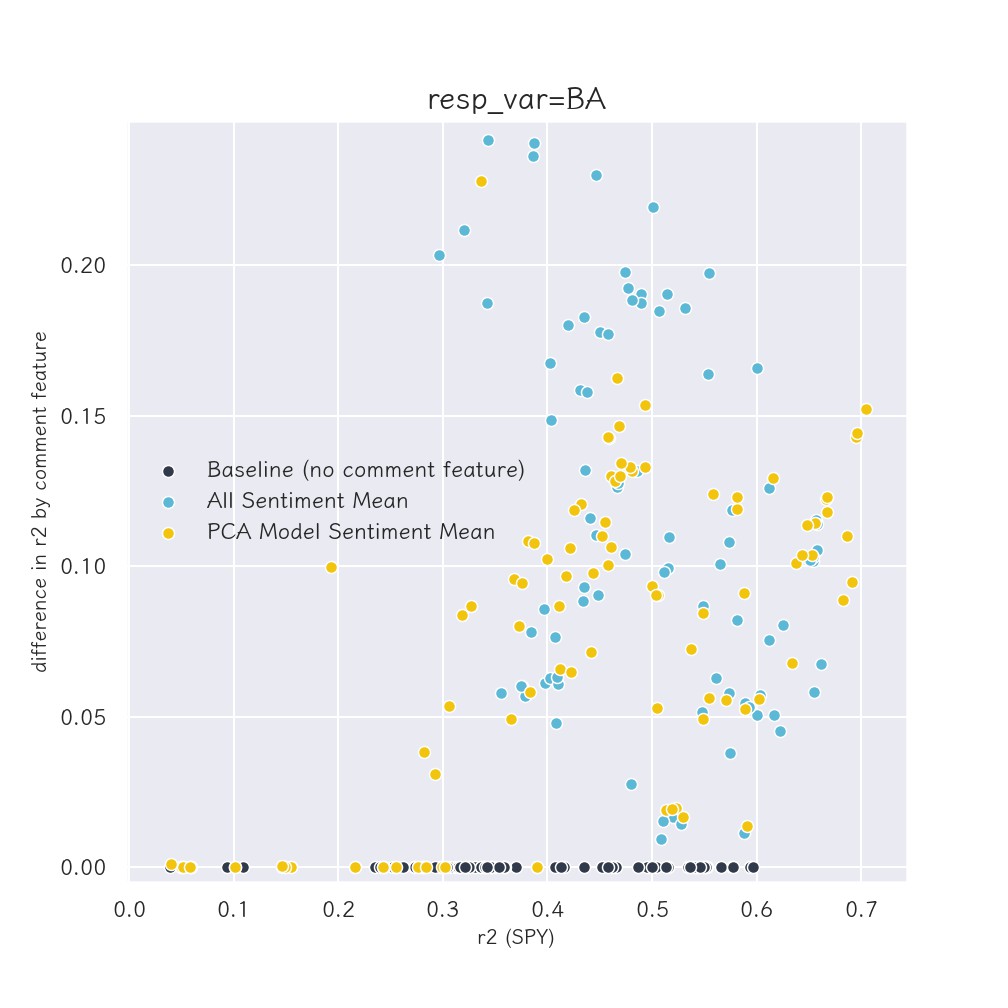 resp_var=BA
difference in r2 by comment feature
0.20
0.15
0.10
0.05
0.00
Baseline (no comment feature)
All Sentiment Mean
PCA Model Sentiment Mean
0.0 0.1 0.2 0.3 0.4 0.5 0.6 0.7
r2 (SPY)